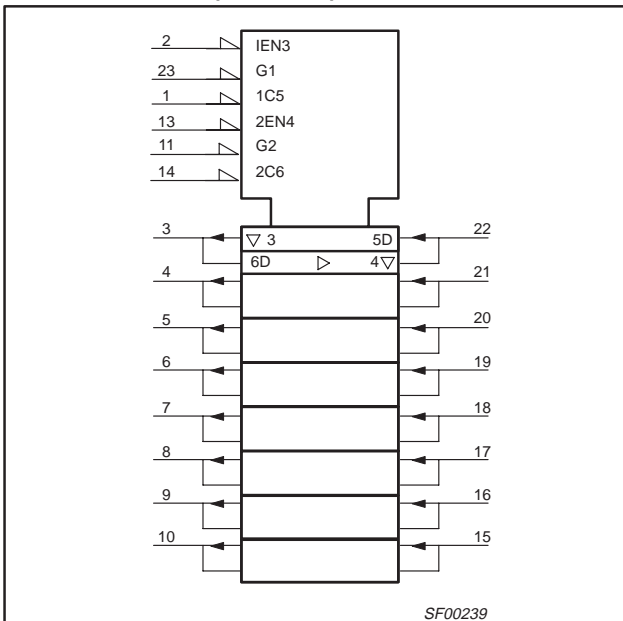 2 IEN3
23 G1
1 1C5
13 2EN4
11 G2
14 2C6
3 ▽ 3 5D 22
6D ▷ 4▽
4 21
5 20
6 19
7 18
8 17
9 16
10 15
SF00239